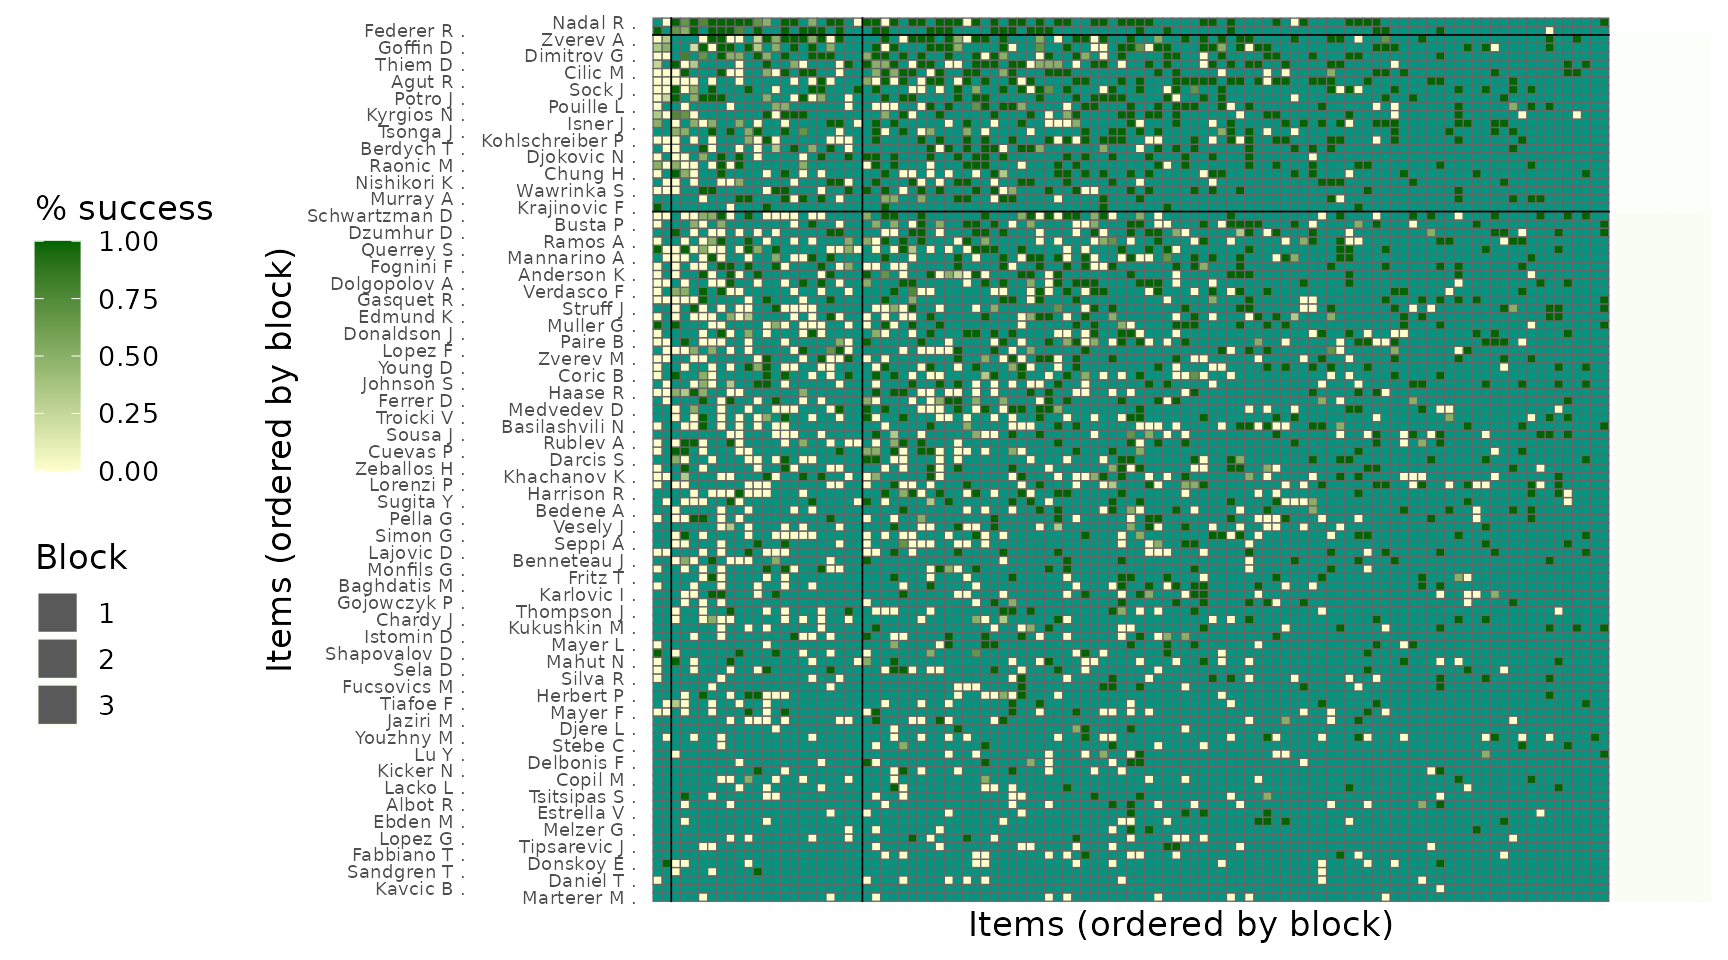 % success
1.00
0.75
0.50
0.25
0.00
Block
1
2
3
Items (ordered by block)
Nadal R .
Federer R .
Zverev A .
Goffin D .
Dimitrov G .
Thiem D .
Cilic M .
Agut R .
Sock J .
Potro J .
Pouille L .
Kyrgios N .
Isner J .
Tsonga J .
Kohlschreiber P .
Berdych T .
Djokovic N .
Raonic M .
Chung H .
Nishikori K .
Wawrinka S .
Murray A .
Krajinovic F .
Schwartzman D .
Busta P .
Dzumhur D .
Ramos A .
Querrey S .
Mannarino A .
Fognini F .
Anderson K .
Dolgopolov A .
Verdasco F .
Gasquet R .
Struff J .
Edmund K .
Muller G .
Donaldson J .
Paire B .
Lopez F .
Zverev M .
Young D .
Coric B .
Johnson S .
Haase R .
Ferrer D .
Medvedev D .
Troicki V .
Basilashvili N .
Sousa J .
Rublev A .
Cuevas P .
Darcis S .
Zeballos H .
Khachanov K .
Lorenzi P .
Harrison R .
Sugita Y .
Bedene A .
Pella G .
Vesely J .
Simon G .
Seppi A .
Lajovic D .
Benneteau J .
Monfils G .
Fritz T .
Baghdatis M .
Karlovic I .
Gojowczyk P .
Thompson J .
Chardy J .
Kukushkin M .
Istomin D .
Mayer L .
Shapovalov D .
Mahut N .
Sela D .
Silva R .
Fucsovics M .
Herbert P .
Tiafoe F .
Mayer F .
Jaziri M .
Djere L .
Youzhny M .
Stebe C .
Lu Y .
Delbonis F .
Kicker N .
Copil M .
Lacko L .
Tsitsipas S .
Albot R .
Estrella V .
Ebden M .
Melzer G .
Lopez G .
Tipsarevic J .
Fabbiano T .
Donskoy E .
Sandgren T .
Daniel T .
Kavcic B .
Marterer M .
Items (ordered by block)